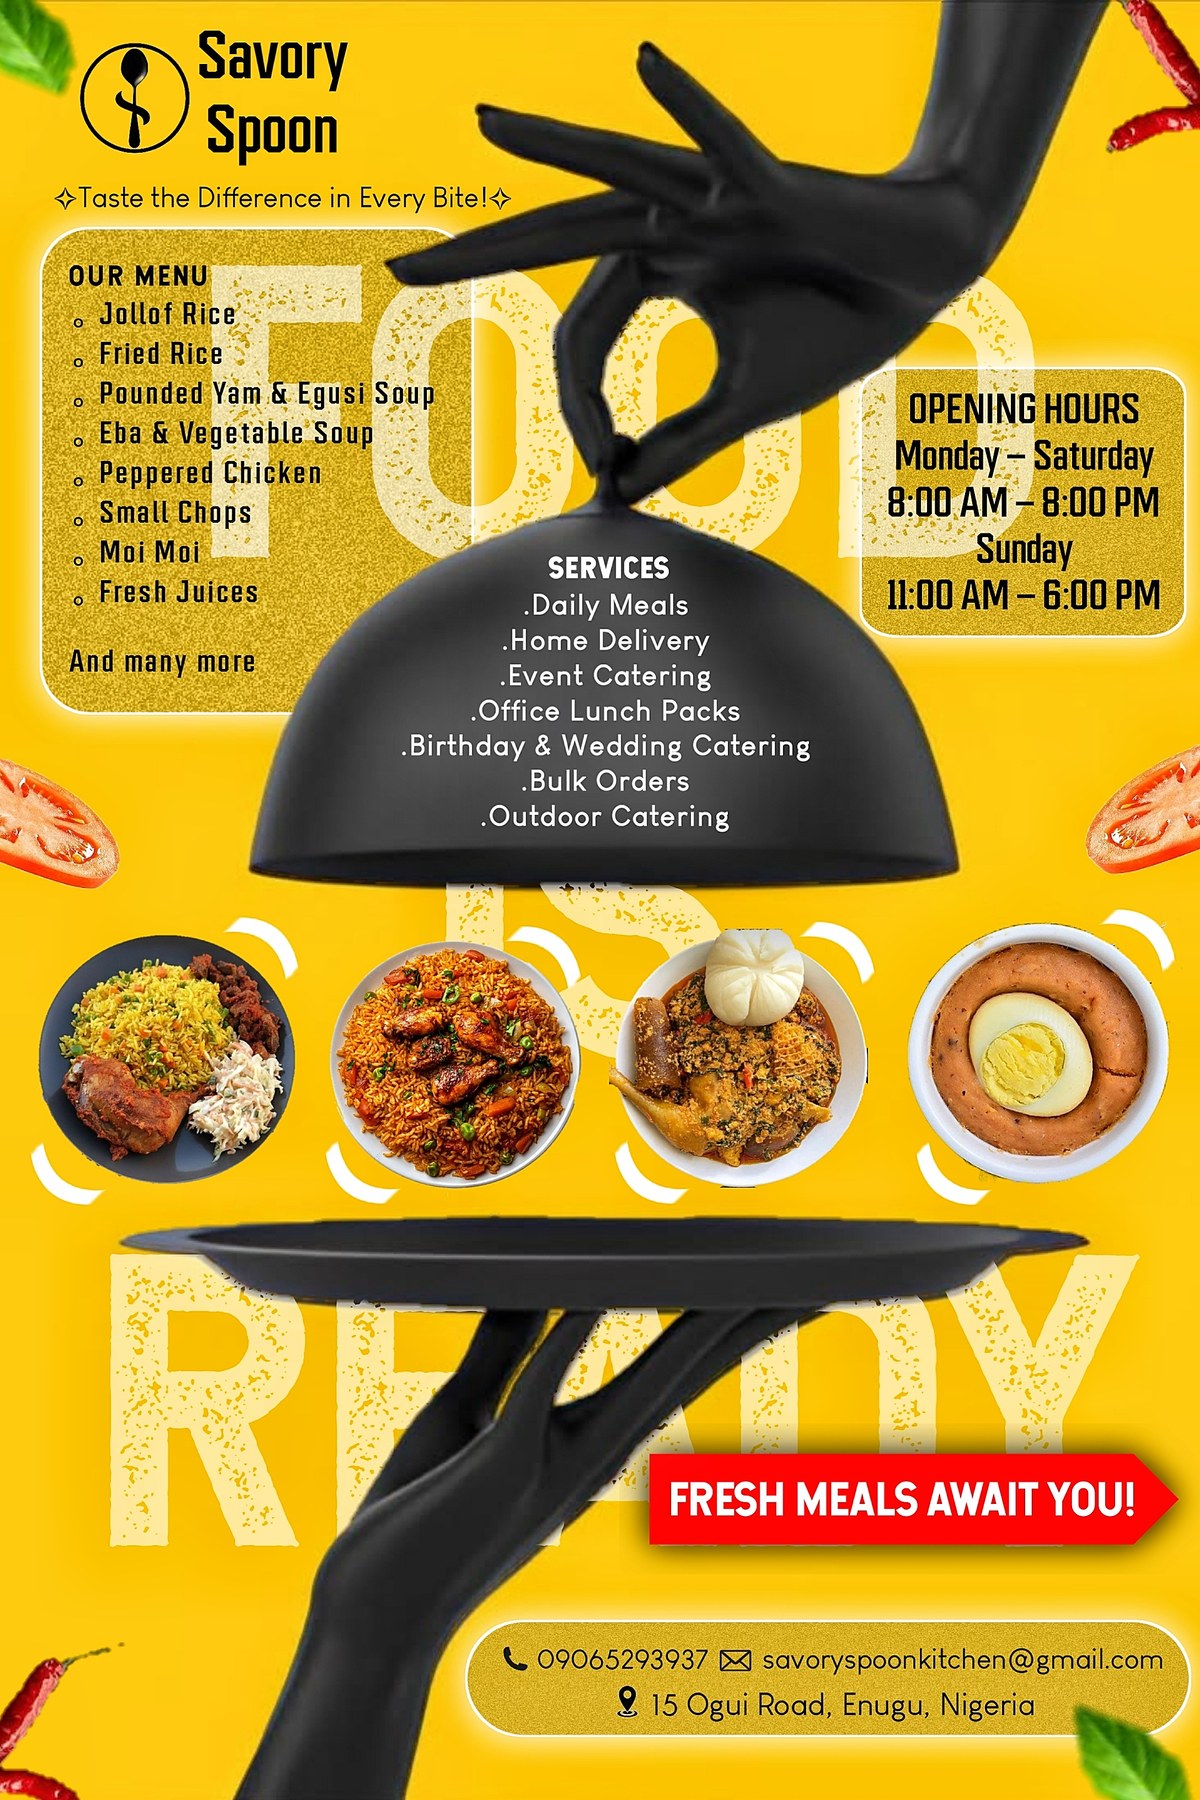 Savory
Spoon
✧Taste the Difference in Every Bite!✧
OUR MENU
Jollof Rice
Fried Rice
Pounded Yam & Egusi Soup
Eba & Vegetable Soup
Peppered Chicken
Small Chops
Moi Moi
Fresh Juices
And many more
FOOD
OPENING HOURS
Monday – Saturday
8:00 AM – 8:00 PM
Sunday
11:00 AM – 6:00 PM
SERVICES
.Daily Meals
.Home Delivery
.Event Catering
.Office Lunch Packs
.Birthday & Wedding Catering
.Bulk Orders
.Outdoor Catering
IS
READY
FRESH MEALS AWAIT YOU!
09065293937 savoryspoonkitchen@gmail.com
15 Ogui Road, Enugu, Nigeria